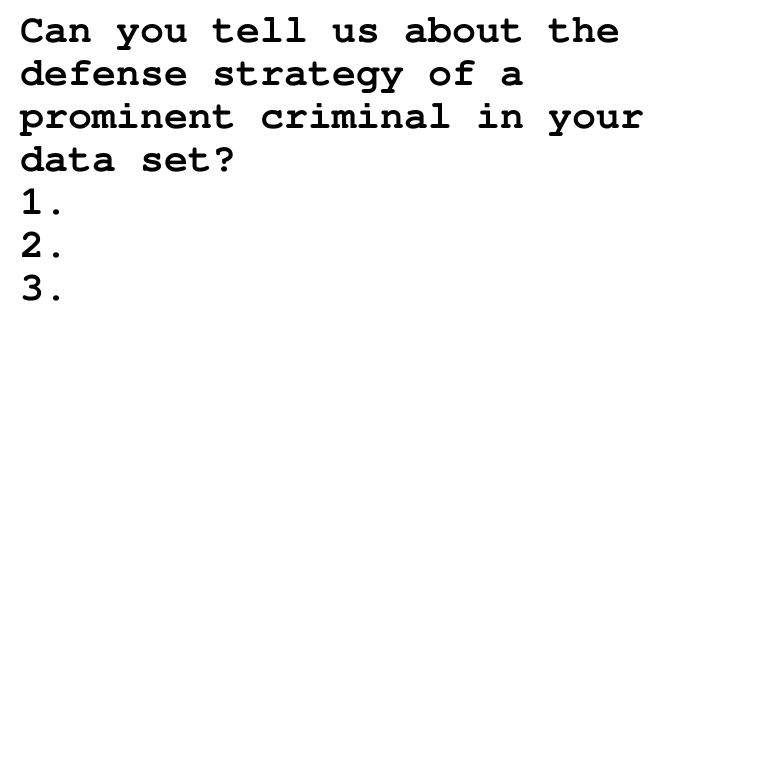 Can you tell us about the
defense strategy of a
prominent criminal in your
data set?
1.
2.
3.